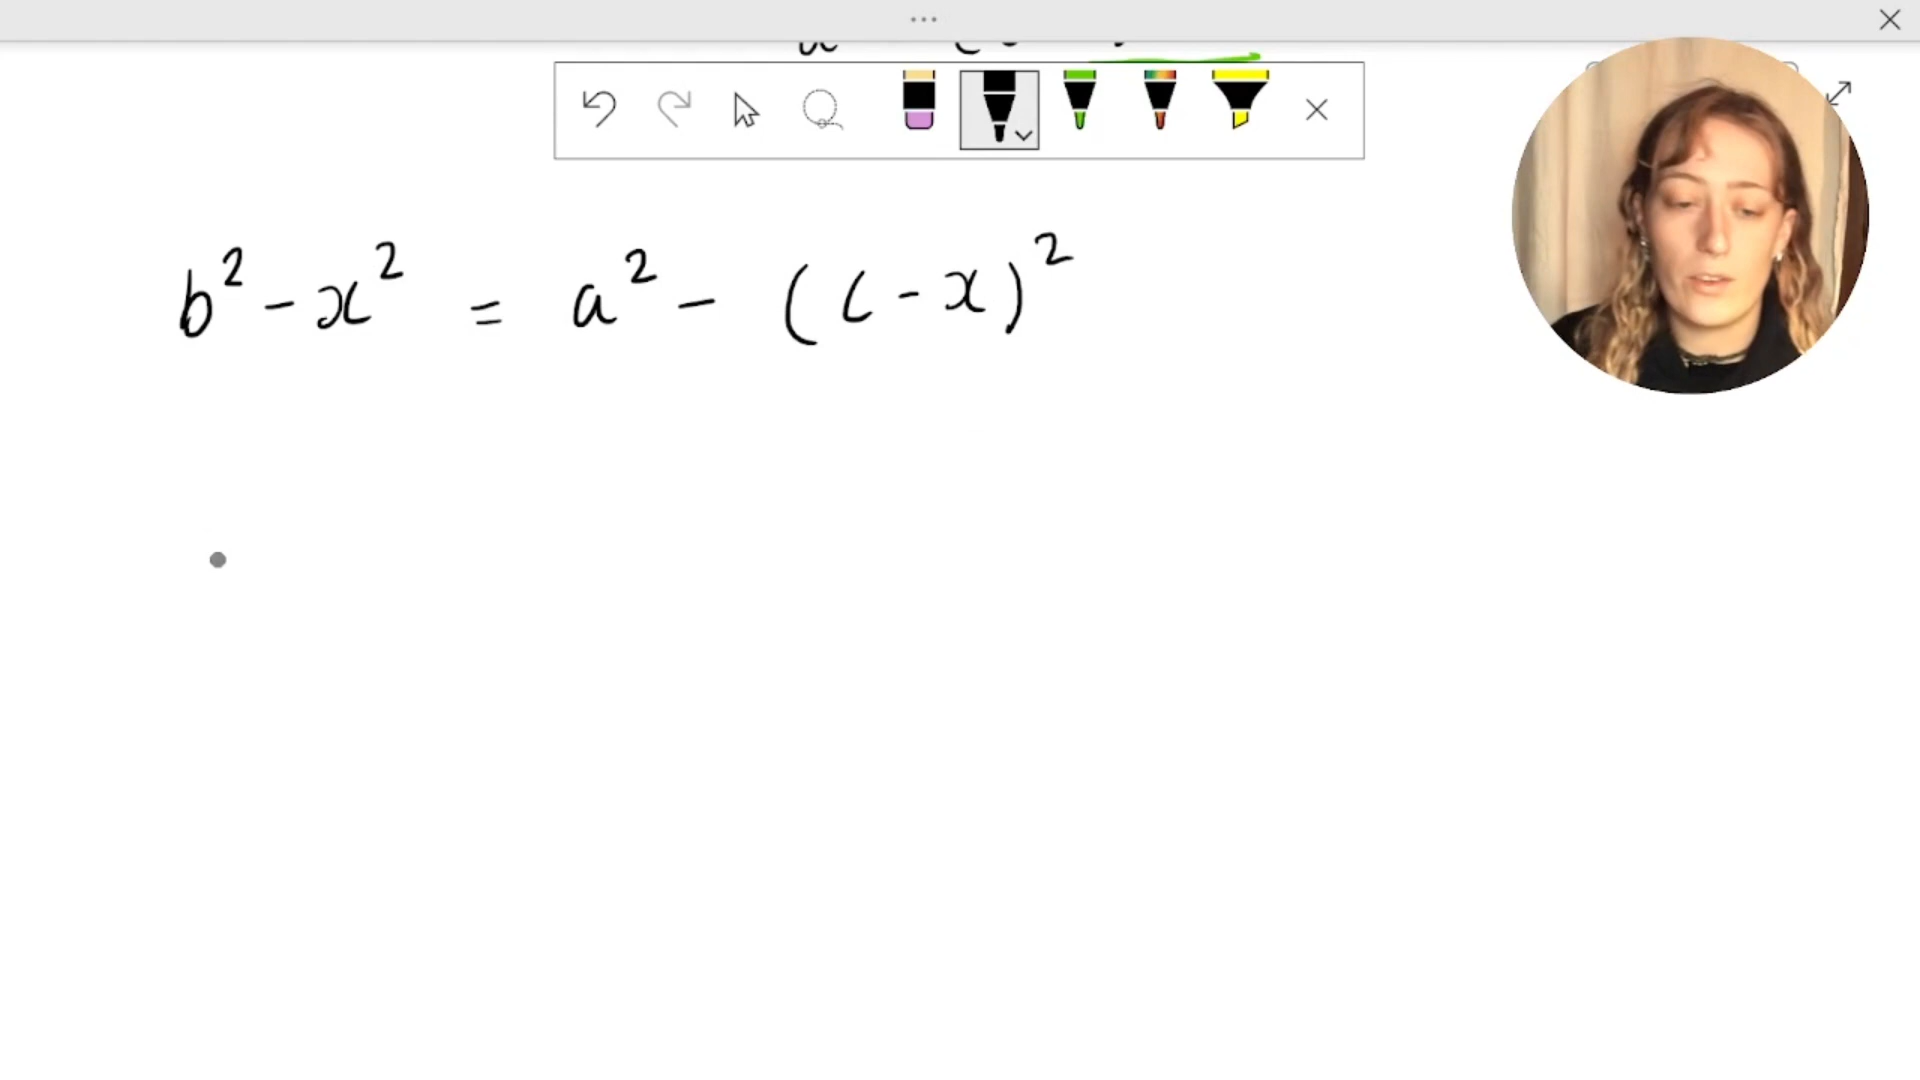 b² - x² = a² - (c - x)²